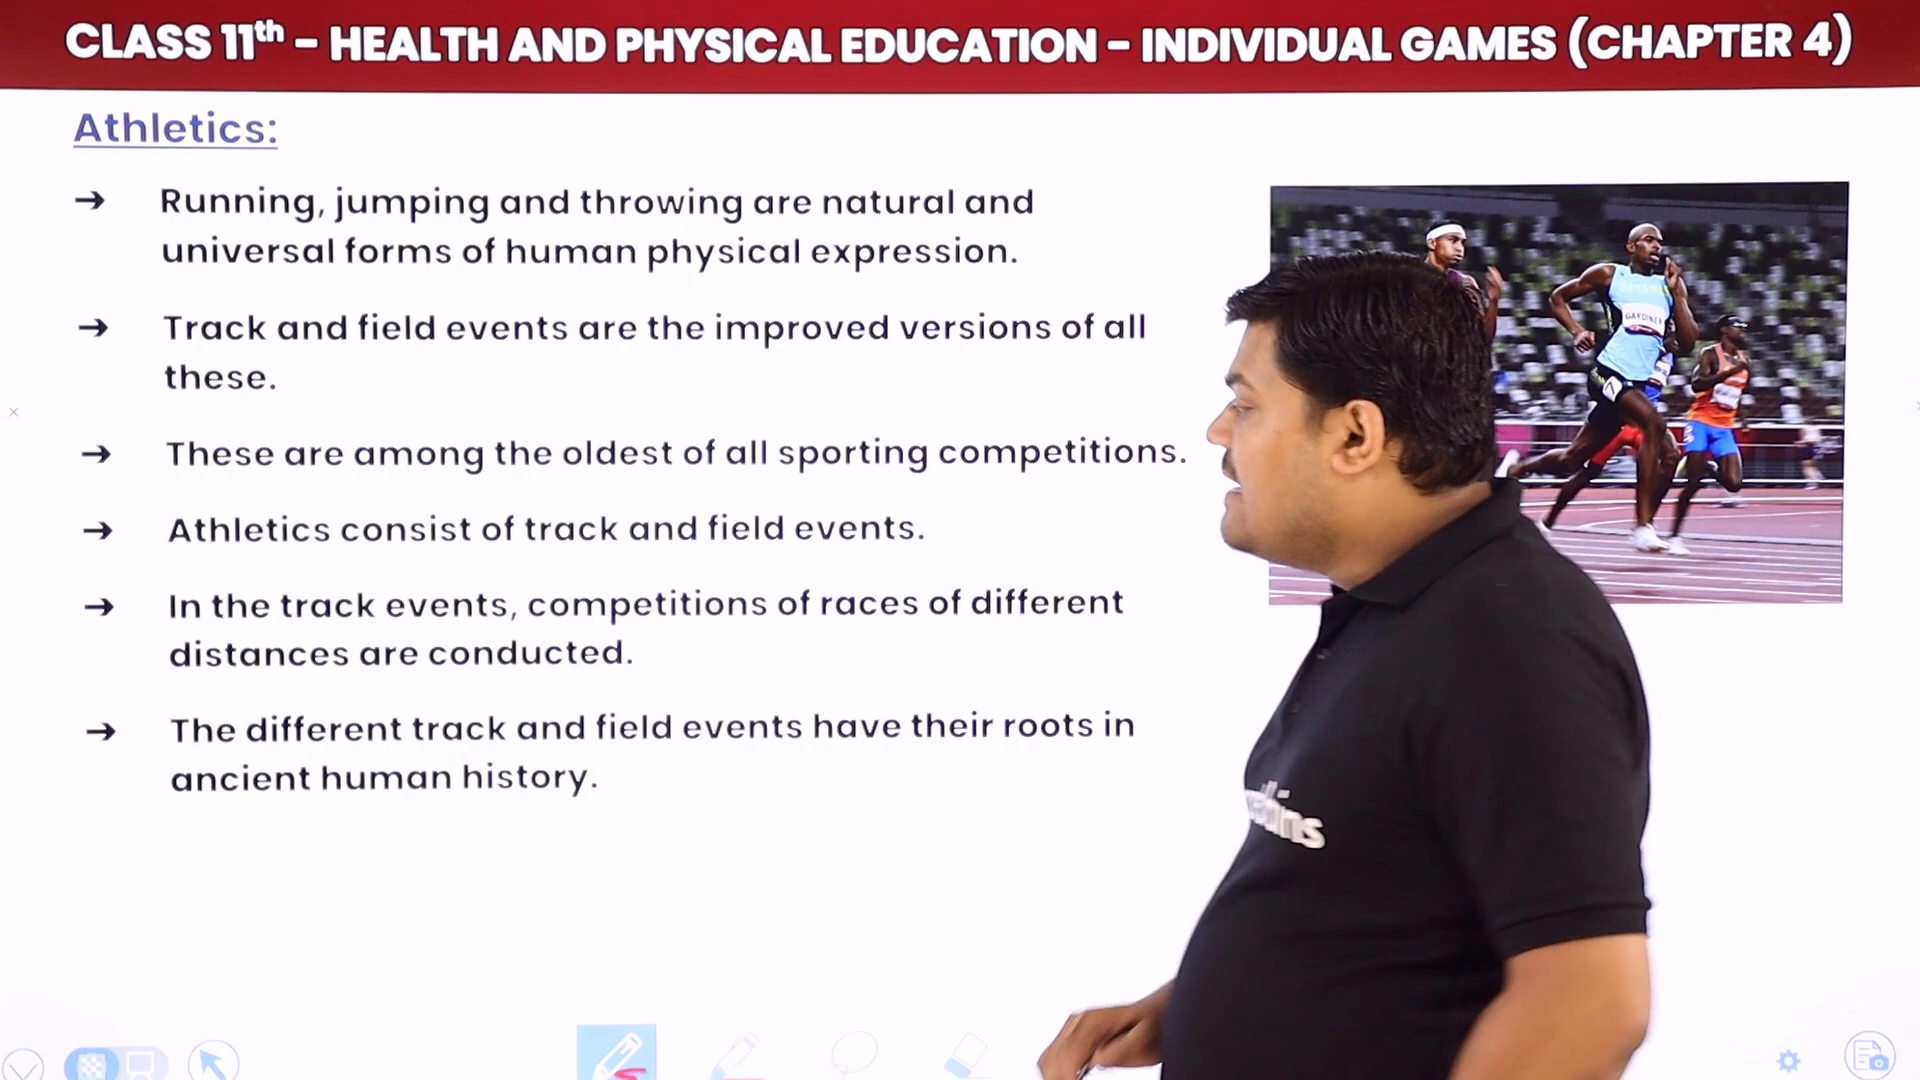 CLASS 11th – HEALTH AND PHYSICAL EDUCATION – INDIVIDUAL GAMES (CHAPTER 4)
Athletics:
➔ Running, jumping and throwing are natural and
universal forms of human physical expression.
➔ Track and field events are the improved versions of all
these.
➔ These are among the oldest of all sporting competitions.
➔ Athletics consist of track and field events.
➔ In the track events, competitions of races of different
distances are conducted.
➔ The different track and field events have their roots in
ancient human history.
GARDINER
7